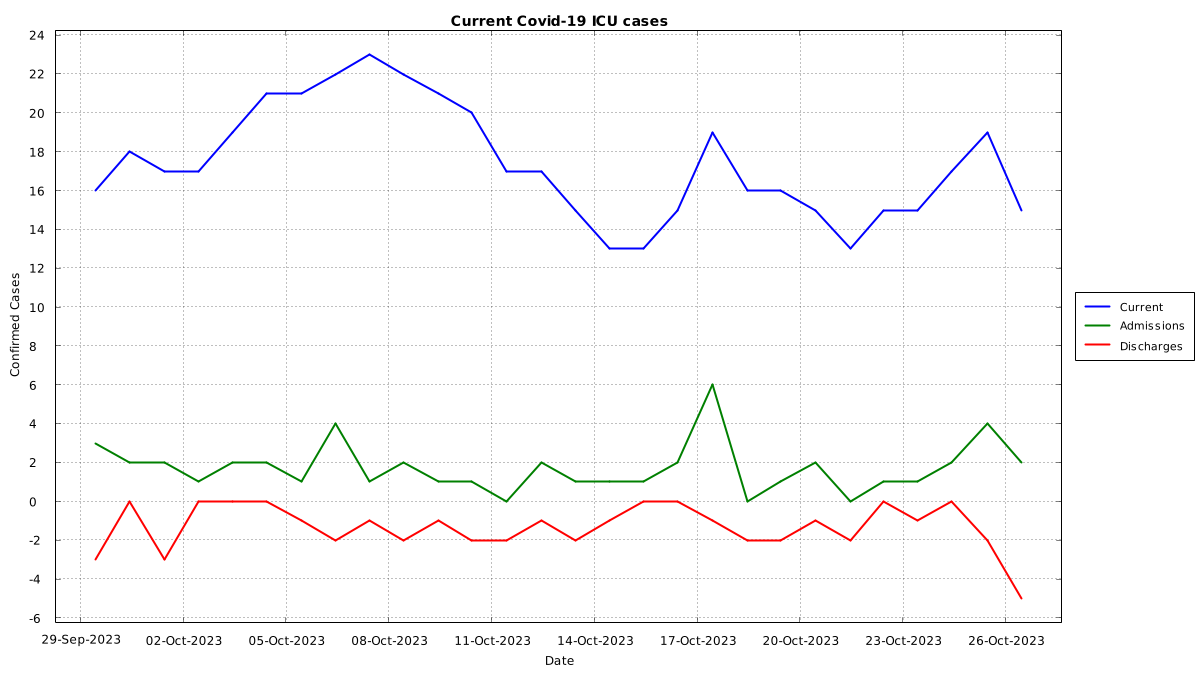 Current Covid-19 ICU cases
24
22
20
18
16
14
12
10
8
6
4
2
0
-2
-4
-6
Confirmed Cases
29-Sep-2023 02-Oct-2023 05-Oct-2023 08-Oct-2023 11-Oct-2023 14-Oct-2023 17-Oct-2023 20-Oct-2023 23-Oct-2023 26-Oct-2023
Date
Current
Admissions
Discharges